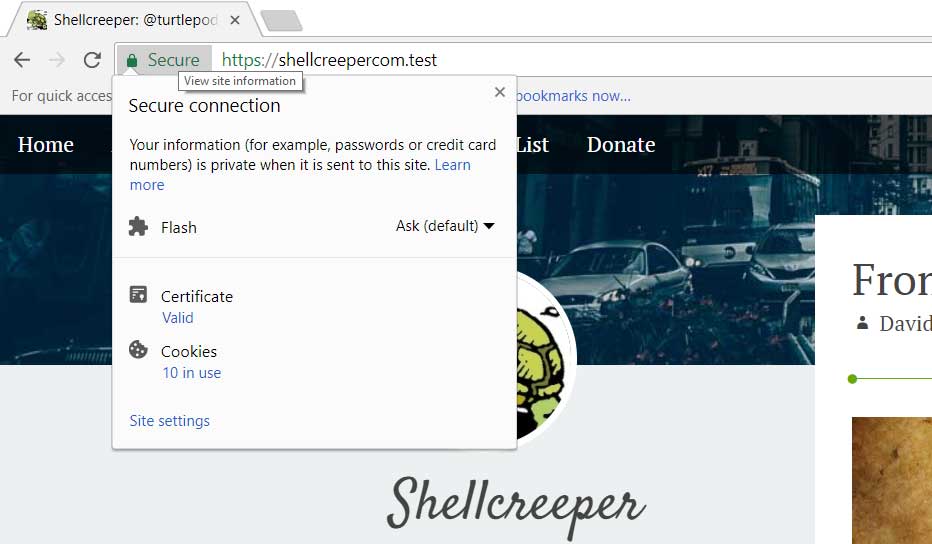 Shellcreeper: @turtlepod
Secure
https://shellcreepercom.test
View site information
For quick acces
bookmarks now...
Secure connection
Your information (for example, passwords or credit card
numbers) is private when it is sent to this site. Learn
more
Flash
Ask (default)
Certificate
Valid
Cookies
10 in use
Site settings
Home
List
Donate
From
David
Shellcreeper